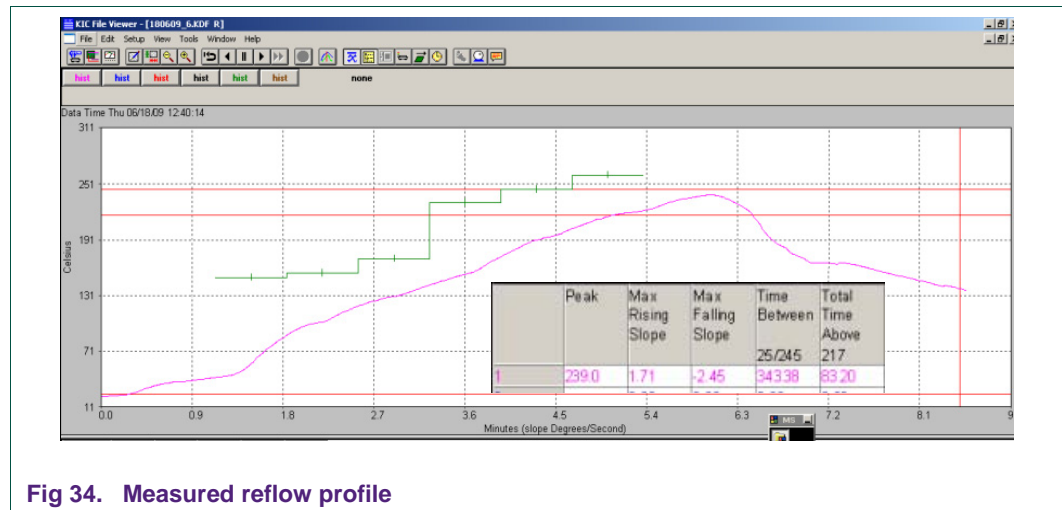 KIC File Viewer - [180609_6.KDF R]
File Edit Setup View Tools Window Help
hist hist hist hist hist hist none
Data Time Thu 06/18/09 12:40:14
311
251
191
131
71
11
Celsius
0.0 0.9 1.8 2.7 3.6 4.5 5.4 6.3 7.2 8.1 9
Minutes (slope Degrees/Second)
Peak Max Rising Slope Max Falling Slope Time Between 25/245 Total Time Above 217
1 239.0 1.71 -2.45 343.38 83.20
MS
Fig 34. Measured reflow profile